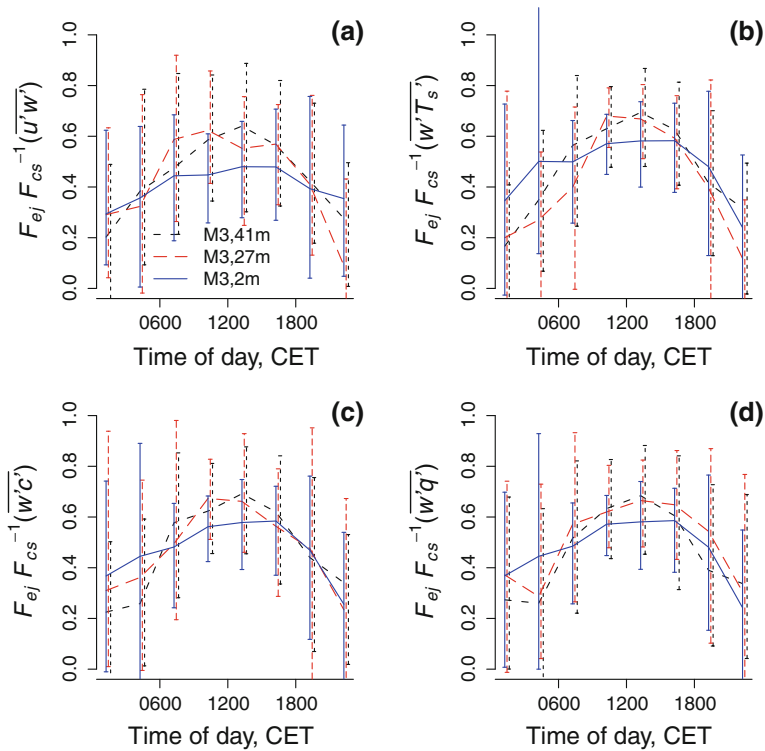 (a)
F_ej F_cs^-1 (u'w')
1.0
0.8
0.6
0.4
0.2
0.0
M3,41m
M3,27m
M3,2m
0600 1200 1800
Time of day, CET
(b)
F_ej F_cs^-1 (w'T_s')
1.0
0.8
0.6
0.4
0.2
0.0
0600 1200 1800
Time of day, CET
(c)
F_ej F_cs^-1 (w'c')
1.0
0.8
0.6
0.4
0.2
0.0
0600 1200 1800
Time of day, CET
(d)
F_ej F_cs^-1 (w'q')
1.0
0.8
0.6
0.4
0.2
0.0
0600 1200 1800
Time of day, CET